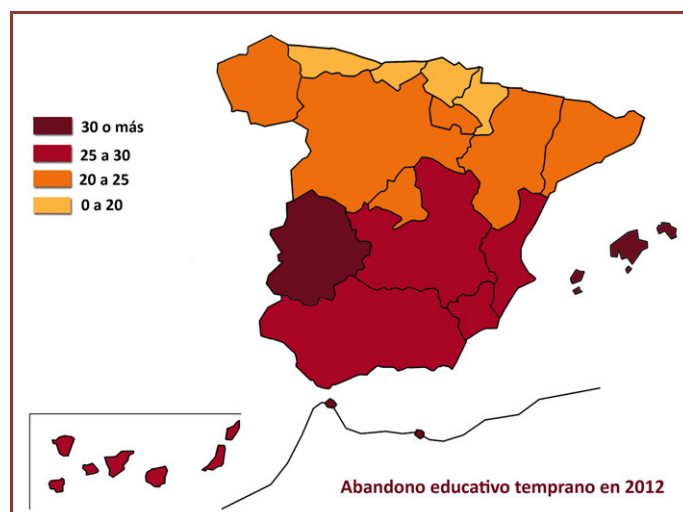 30 o más
25 a 30
20 a 25
0 a 20
Abandono educativo temprano en 2012